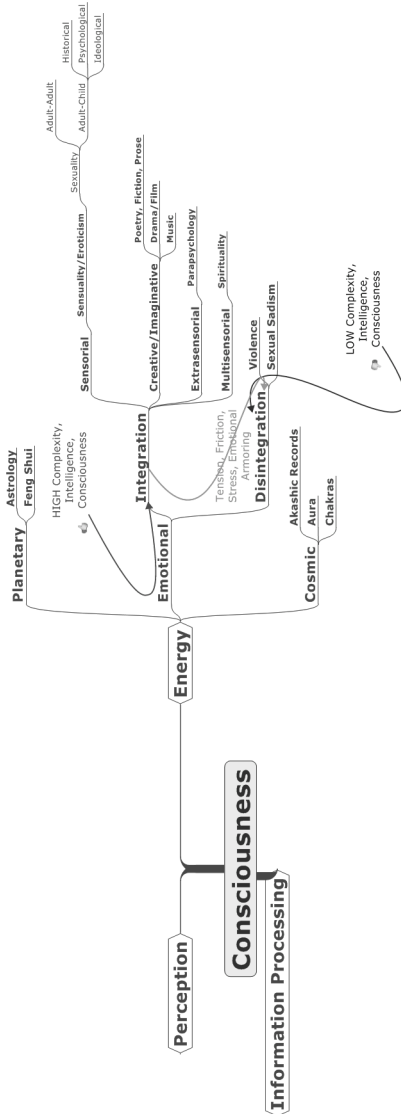 Consciousness
Perception
Information Processing
Energy
Planetary
Astrology
Feng Shui
HIGH Complexity,
Intelligence,
Consciousness
Emotional
Integration
Sensorial
Sensuality/Eroticism
Sexuality
Adult-Adult
Adult-Child
Historical
Psychological
Ideological
Creative/Imaginative
Poetry, Fiction, Prose
Drama/Film
Music
Extrasensorial
Parapsychology
Multisensorial
Spirituality
Tension, Friction,
Stress, Emotional
Armoring
Disintegration
Violence
Sexual Sadism
LOW Complexity,
Intelligence,
Consciousness
Cosmic
Akashic Records
Aura
Chakras